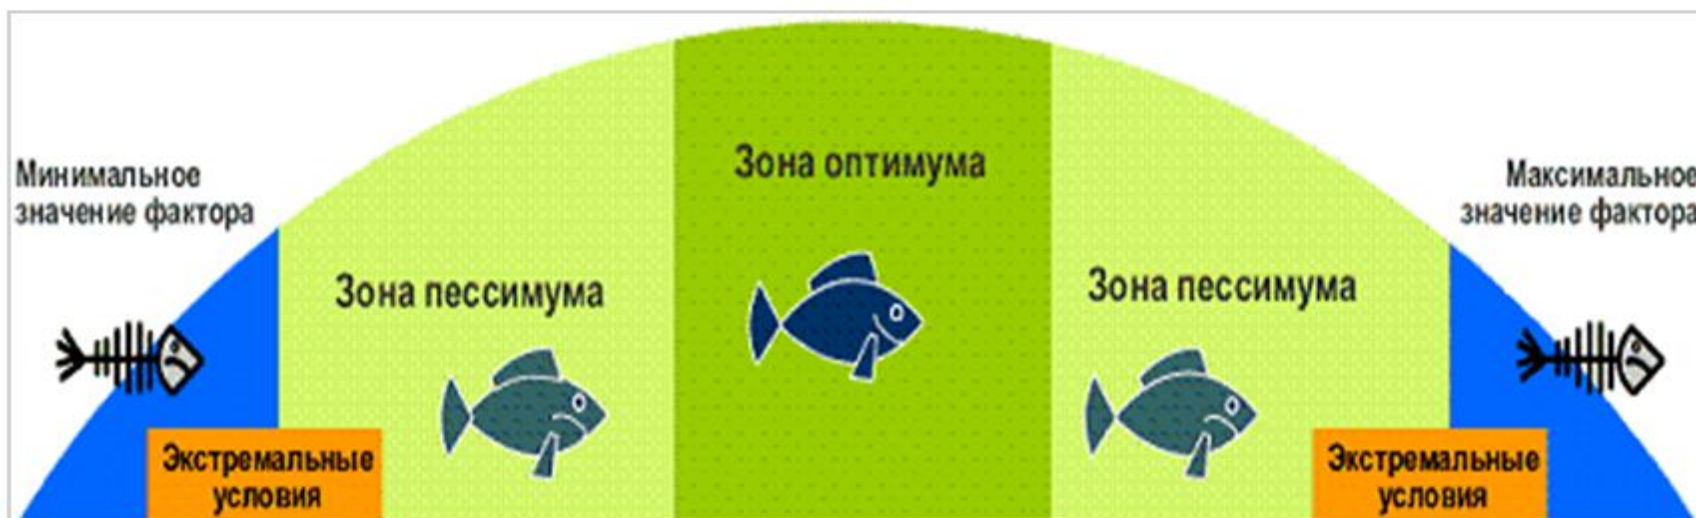 Минимальное
значение фактора
Зона пессимума
Зона оптимума
Зона пессимума
Максимальное
значение фактора
Экстремальные
условия
Экстремальные
условия